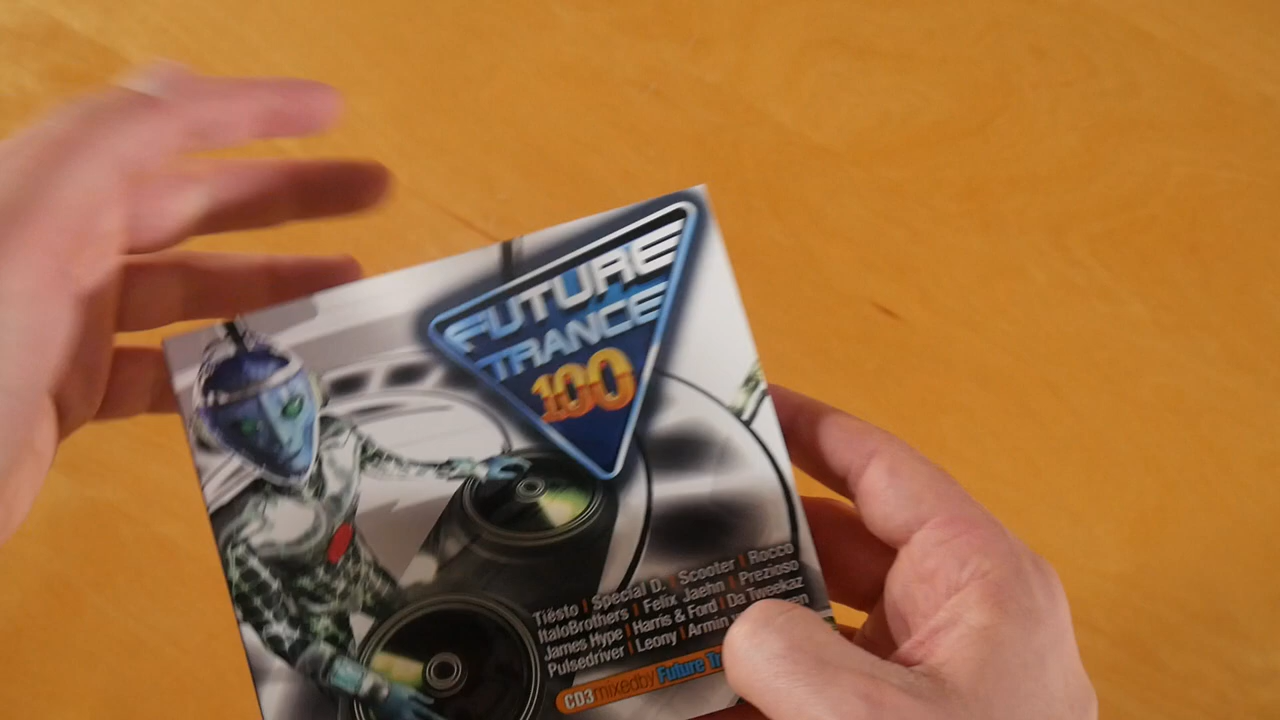 FUTURE
TRANCE
100
Tiësto | Special D. | Scooter | Rocco
ItaloBrothers | Felix Jaehn | Prezioso
James Hype | Harris & Ford | Da Tweekaz
Pulsedriver | Leony | Armin
CD3 mixed by Future